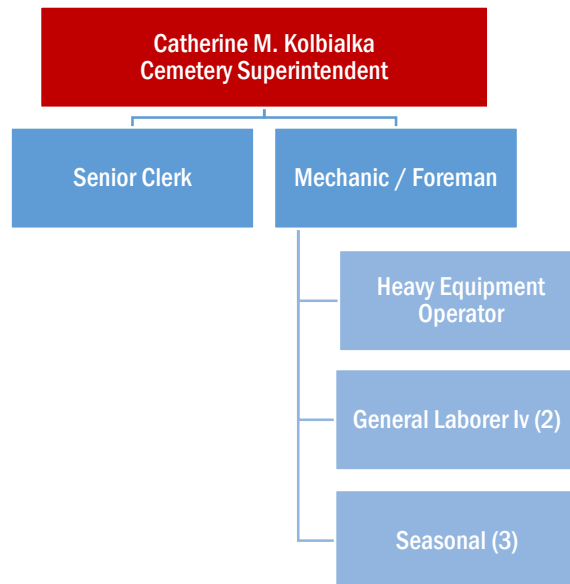 Catherine M. Kolbialka
Cemetery Superintendent
Senior Clerk
Mechanic / Foreman
Heavy Equipment
Operator
General Laborer Iv (2)
Seasonal (3)